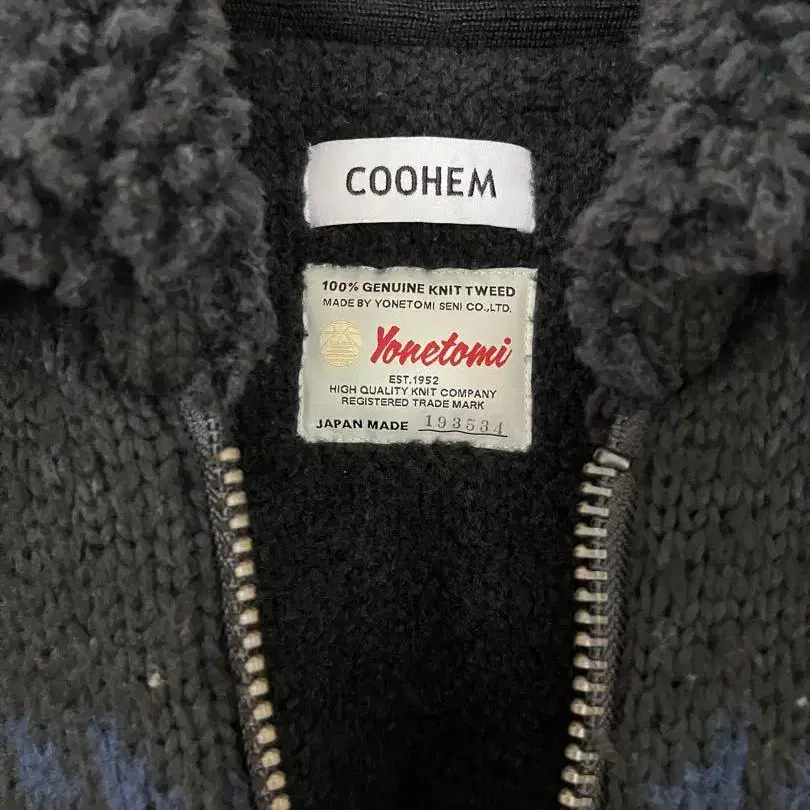 COOHEM
100% GENUINE KNIT TWEED
MADE BY YONETOMI SENI CO.,LTD.
Yonetomi
EST.1952
HIGH QUALITY KNIT COMPANY
REGISTERED TRADE MARK
JAPAN MADE 193534